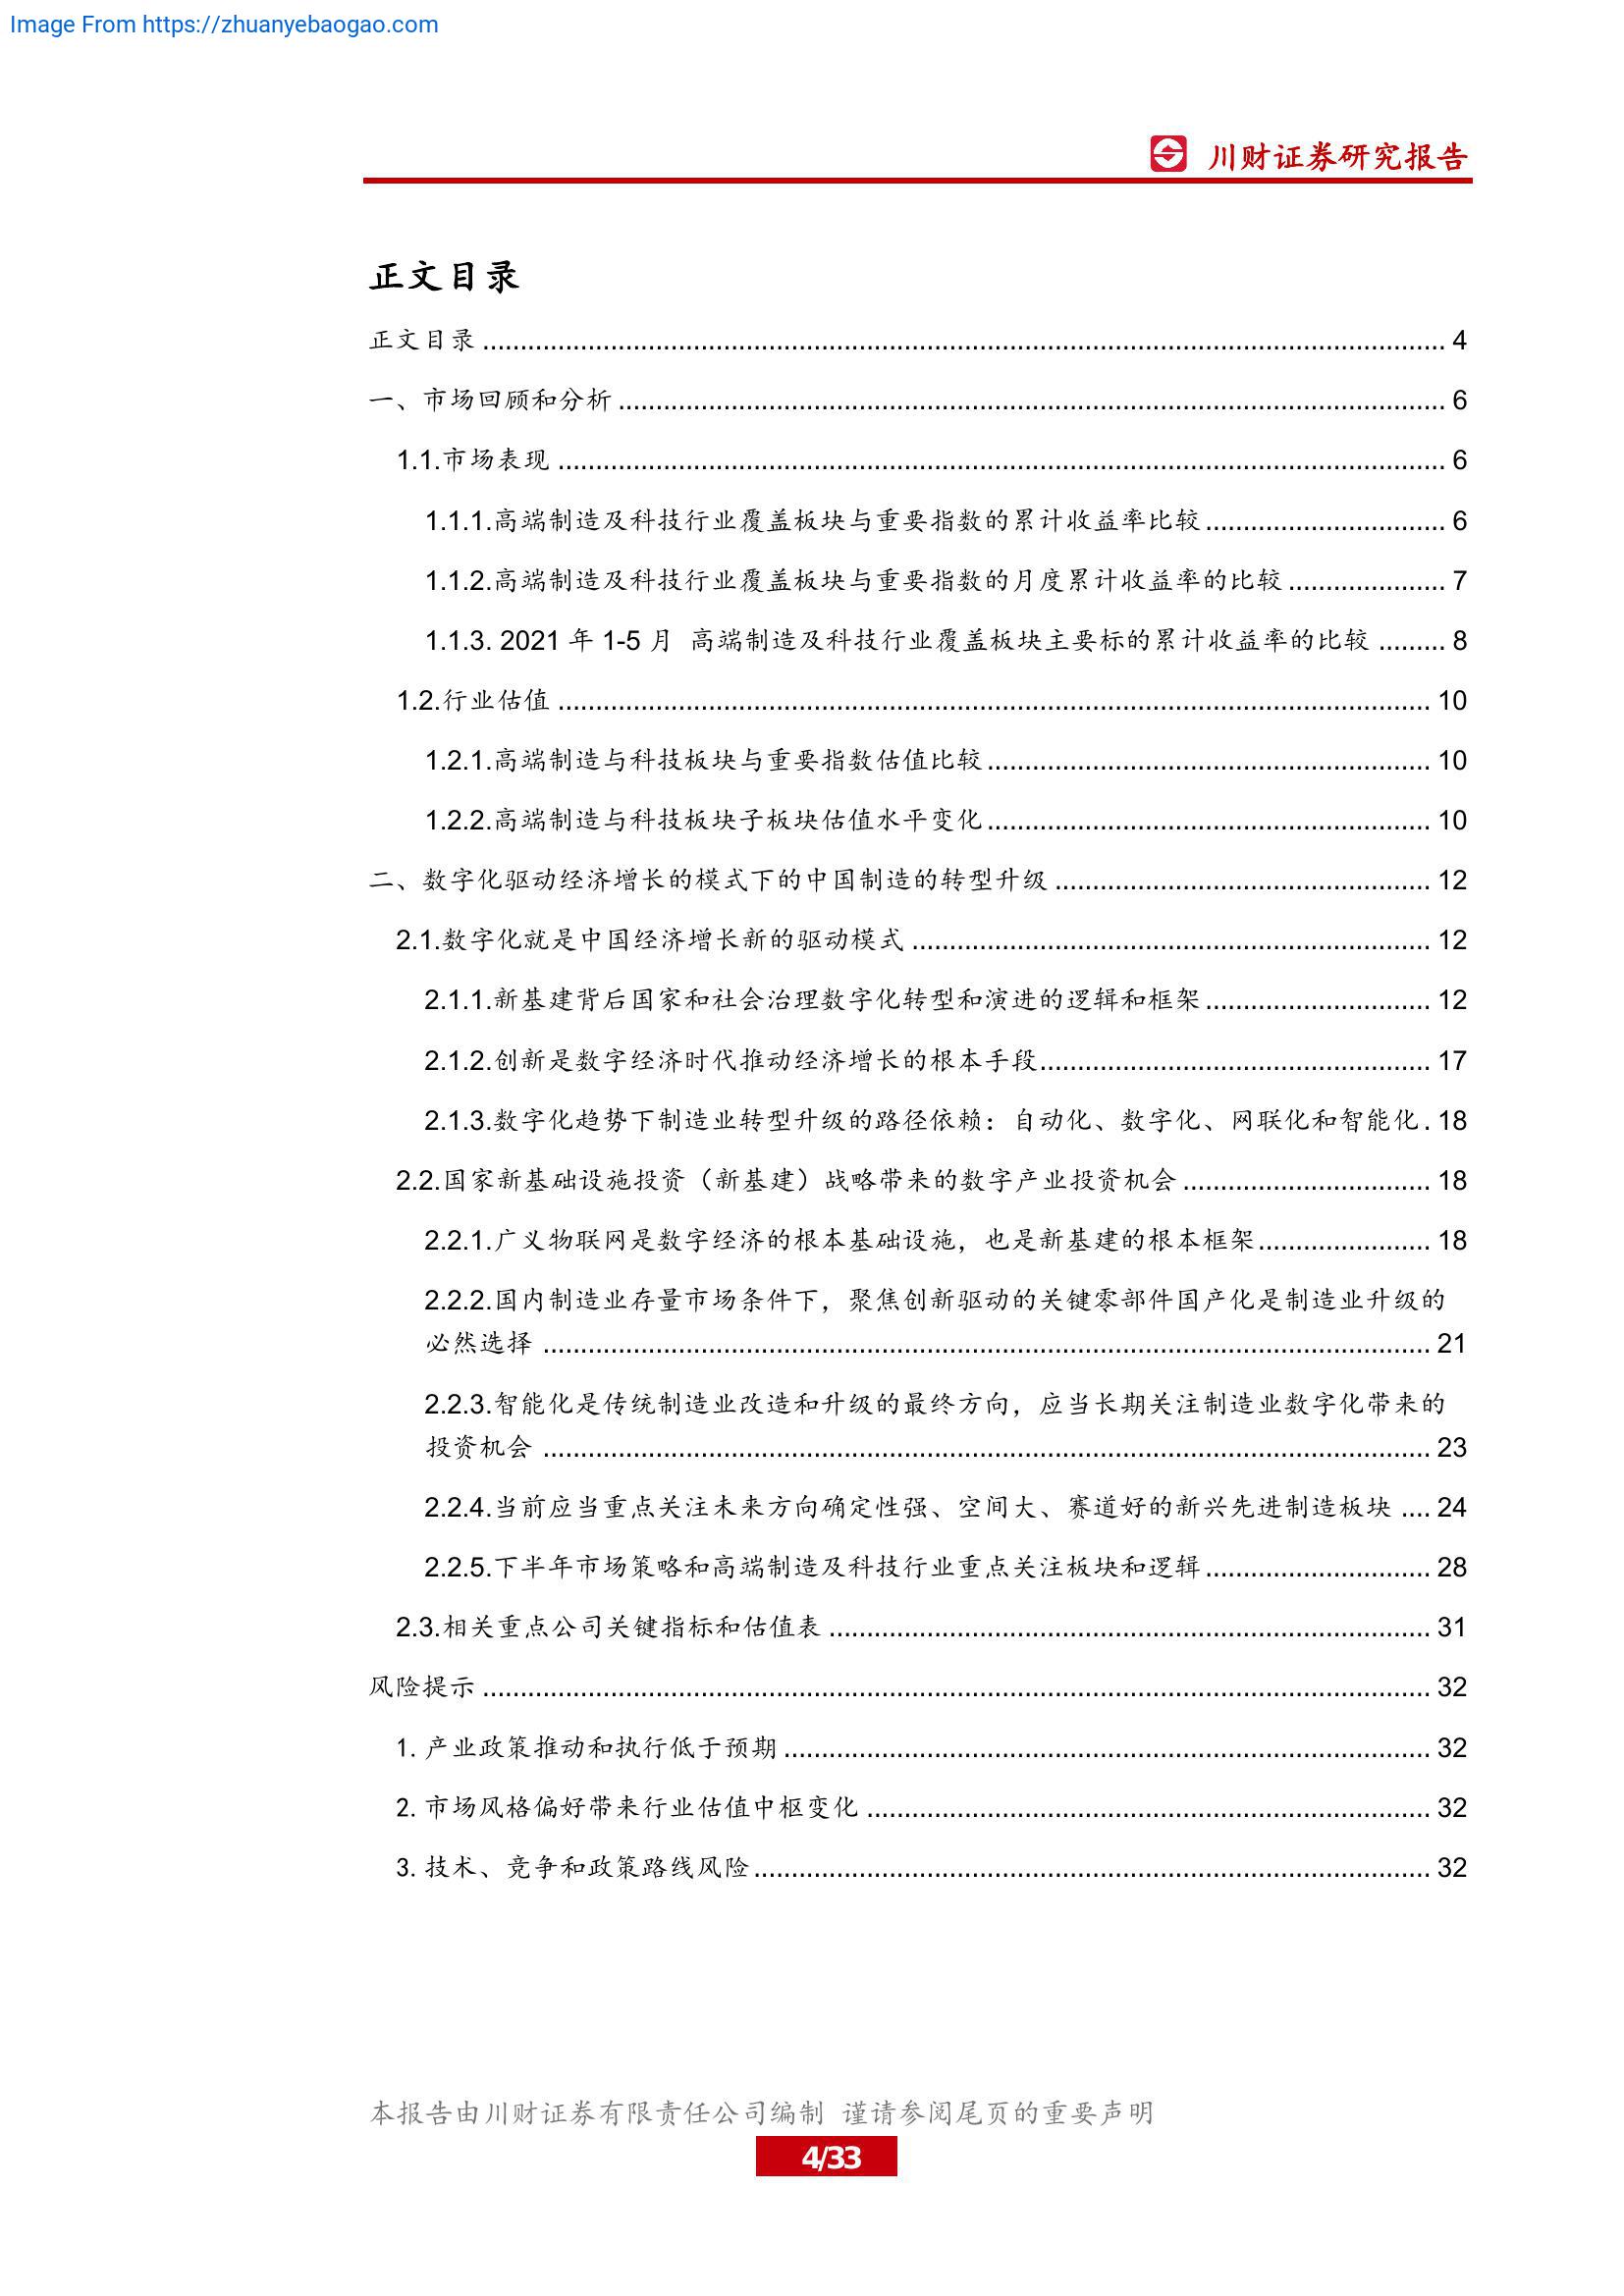 Image From https://zhuanyebaogao.com
川财证券研究报告
正文目录
正文目录 ........ 4
一、市场回顾和分析 ........ 6
1.1.市场表现 ........ 6
1.1.1.高端制造及科技行业覆盖板块与重要指数的累计收益率比较 ........ 6
1.1.2.高端制造及科技行业覆盖板块与重要指数的月度累计收益率的比较 ........ 7
1.1.3. 2021 年 1-5 月 高端制造及科技行业覆盖板块主要标的累计收益率的比较 ........ 8
1.2.行业估值 ........ 10
1.2.1.高端制造与科技板块与重要指数估值比较 ........ 10
1.2.2.高端制造与科技板块子板块估值水平变化 ........ 10
二、数字化驱动经济增长的模式下的中国制造的转型升级 ........ 12
2.1.数字化就是中国经济增长新的驱动模式 ........ 12
2.1.1.新基建背后国家和社会治理数字化转型和演进的逻辑和框架 ........ 12
2.1.2.创新是数字经济时代推动经济增长的根本手段 ........ 17
2.1.3.数字化趋势下制造业转型升级的路径依赖：自动化、数字化、网联化和智能化 . 18
2.2.国家新基础设施投资（新基建）战略带来的数字产业投资机会 ........ 18
2.2.1.广义物联网是数字经济的根本基础设施，也是新基建的根本框架 ........ 18
2.2.2.国内制造业存量市场条件下，聚焦创新驱动的关键零部件国产化是制造业升级的
必然选择 ........ 21
2.2.3.智能化是传统制造业改造和升级的最终方向，应当长期关注制造业数字化带来的
投资机会 ........ 23
2.2.4.当前应当重点关注未来方向确定性强、空间大、赛道好的新兴先进制造板块 .... 24
2.2.5.下半年市场策略和高端制造及科技行业重点关注板块和逻辑 ........ 28
2.3.相关重点公司关键指标和估值表 ........ 31
风险提示 ........ 32
1. 产业政策推动和执行低于预期 ........ 32
2. 市场风格偏好带来行业估值中枢变化 ........ 32
3. 技术、竞争和政策路线风险 ........ 32
本报告由川财证券有限责任公司编制 谨请参阅尾页的重要声明
4/33